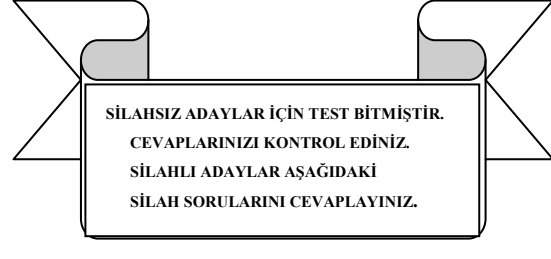 SİLAHSIZ ADAYLAR İÇİN TEST BİTMİŞTİR.
CEVAPLARINIZI KONTROL EDİNİZ.
SİLAHLI ADAYLAR AŞAĞIDAKİ
SİLAH SORULARINI CEVAPLAYINIZ.